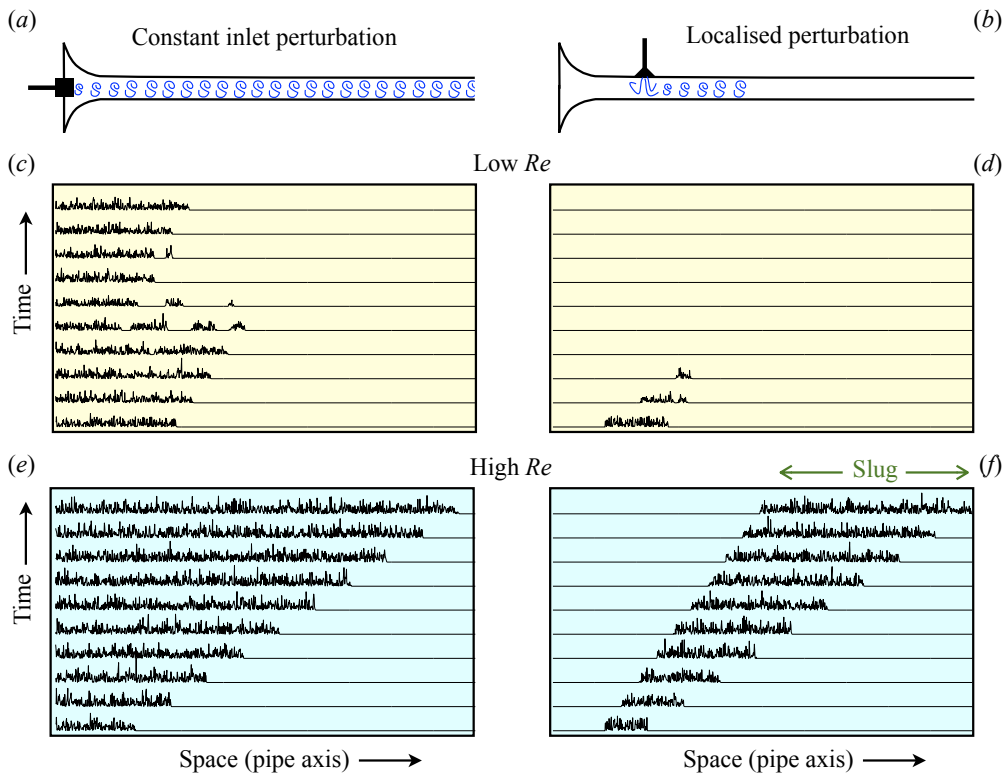 (a)
Constant inlet perturbation
Localised perturbation
(b)
(c)
Low Re
(d)
Time
(e)
High Re
Slug
(f)
Time
Space (pipe axis)
Space (pipe axis)